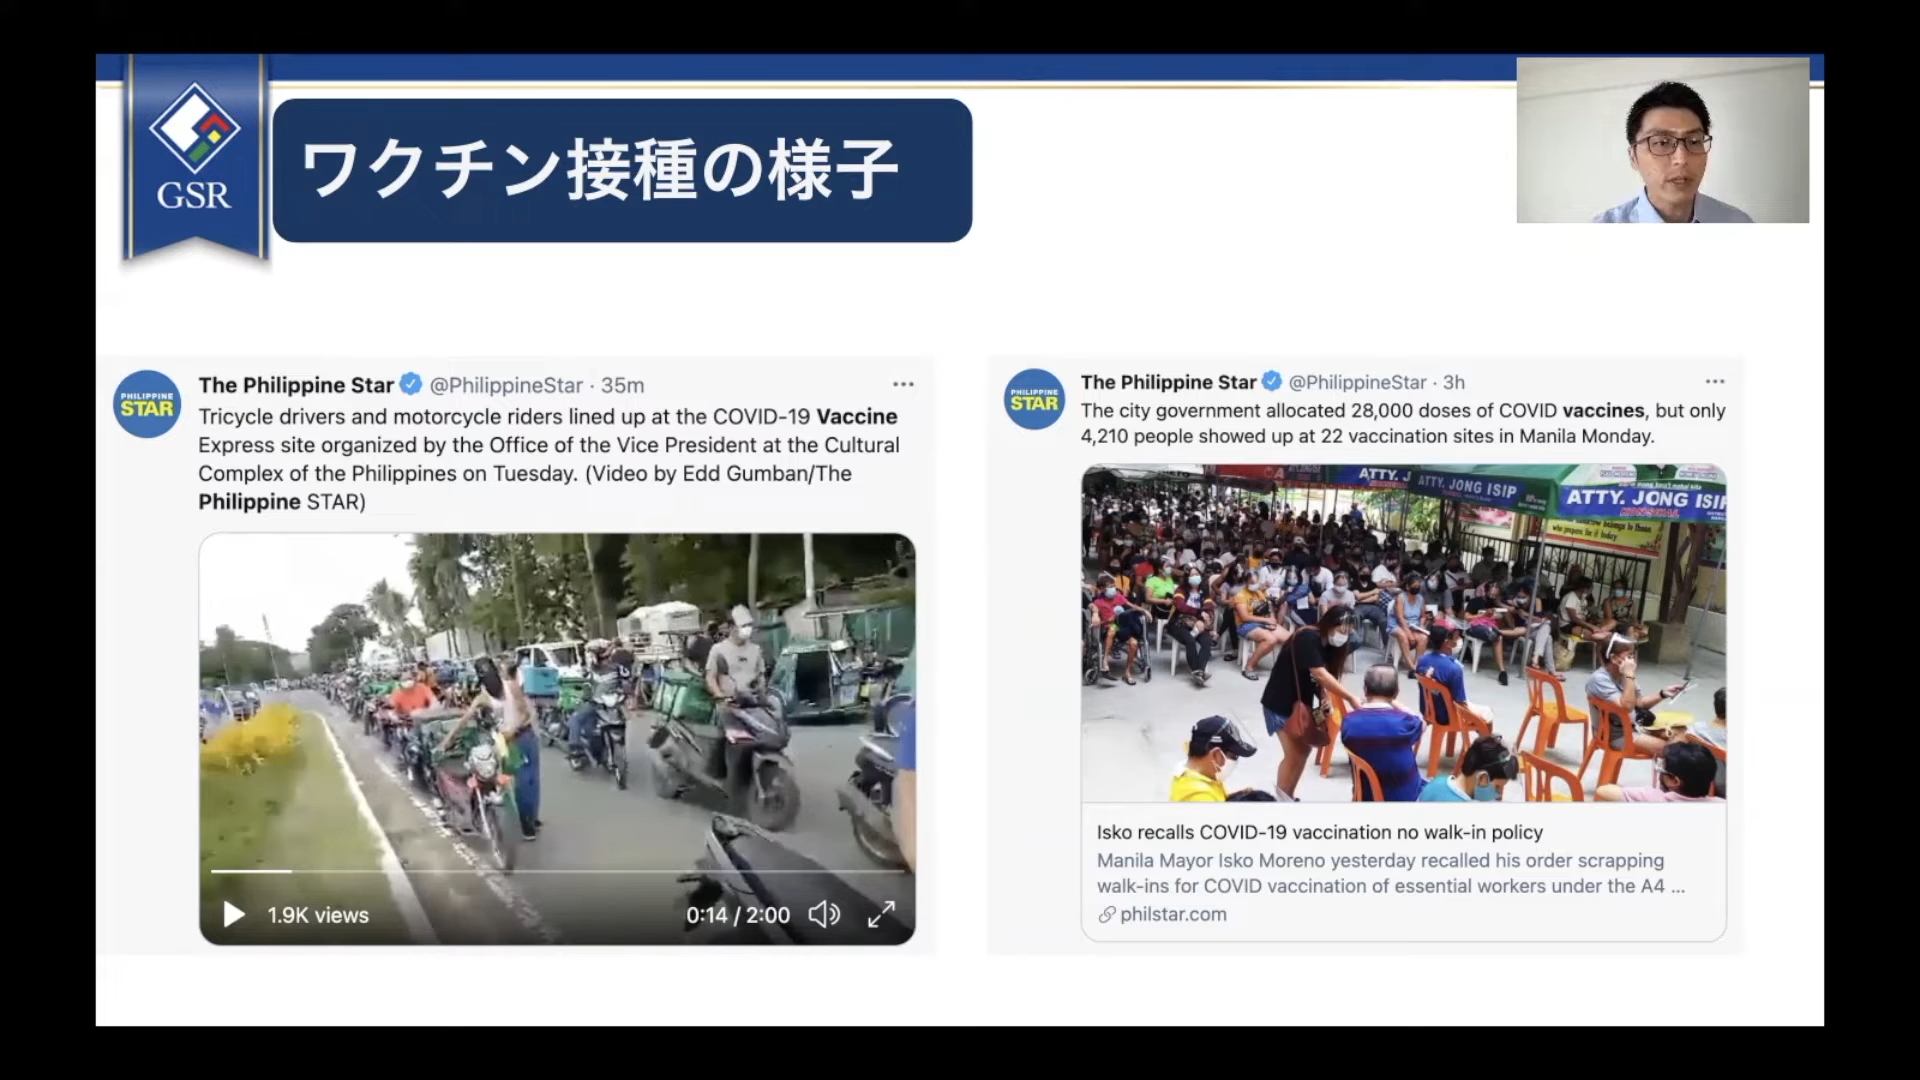 GSR
ワクチン接種の様子
PHILIPPINE
STAR
The Philippine Star @PhilippineStar · 35m
Tricycle drivers and motorcycle riders lined up at the COVID-19 Vaccine
Express site organized by the Office of the Vice President at the Cultural
Complex of the Philippines on Tuesday. (Video by Edd Gumban/The
Philippine STAR)
1.9K views
0:14 / 2:00
PHILIPPINE
STAR
The Philippine Star @PhilippineStar · 3h
The city government allocated 28,000 doses of COVID vaccines, but only
4,210 people showed up at 22 vaccination sites in Manila Monday.
ATTY. J
ATTY. JONG ISIP
ATTY. JONG ISIP
KONSEHAL
Isko recalls COVID-19 vaccination no walk-in policy
Manila Mayor Isko Moreno yesterday recalled his order scrapping
walk-ins for COVID vaccination of essential workers under the A4 ...
philstar.com